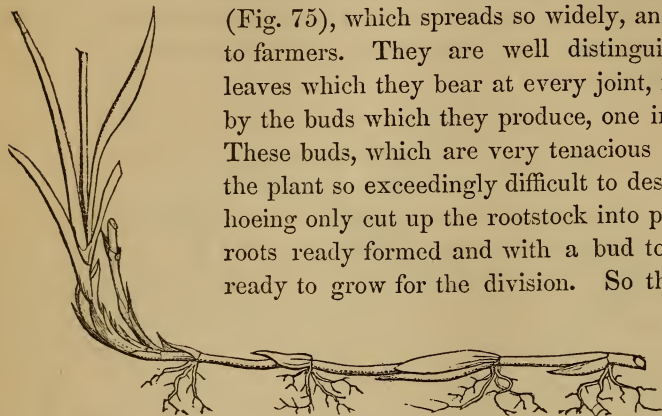 (Fig. 75), which spreads so widely, an
to farmers. They are well distingui
leaves which they bear at every joint,
by the buds which they produce, one i
These buds, which are very tenacious
the plant so exceedingly difficult to des
hoeing only cut up the rootstock into p
roots ready formed and with a bud to
ready to grow for the division. So th